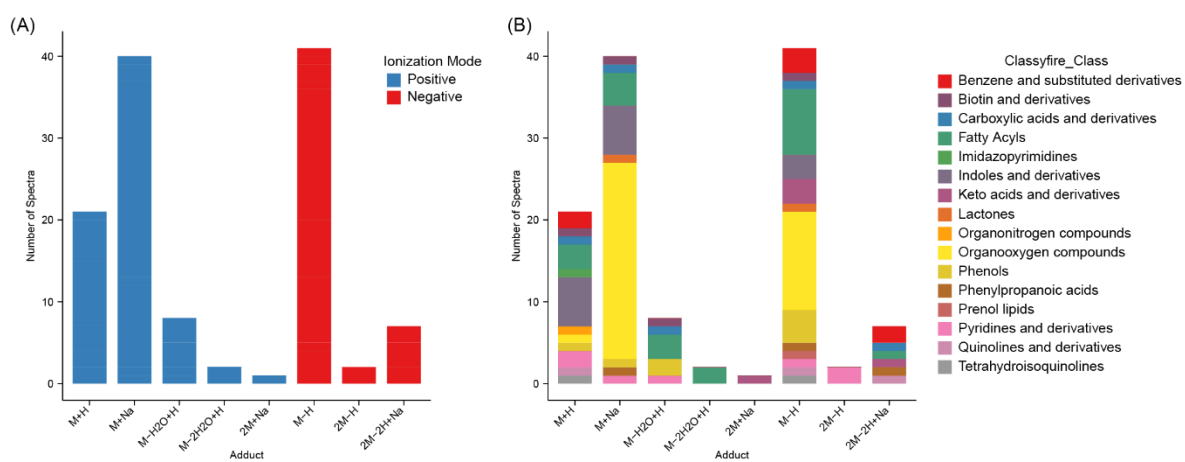 (A)
Number of Spectra
40
30
20
10
0
M+H
M+Na
M−H2O+H
M−2H2O+H
2M+Na
M−H
2M−H
2M−2H+Na
Adduct
Ionization Mode
Positive
Negative
(B)
Number of Spectra
40
30
20
10
0
M+H
M+Na
M−H2O+H
M−2H2O+H
2M+Na
M−H
2M−H
2M−2H+Na
Adduct
Classyfire_Class
Benzene and substituted derivatives
Biotin and derivatives
Carboxylic acids and derivatives
Fatty Acyls
Imidazopyrimidines
Indoles and derivatives
Keto acids and derivatives
Lactones
Organonitrogen compounds
Organooxygen compounds
Phenols
Phenylpropanoic acids
Prenol lipids
Pyridines and derivatives
Quinolines and derivatives
Tetrahydroisoquinolines